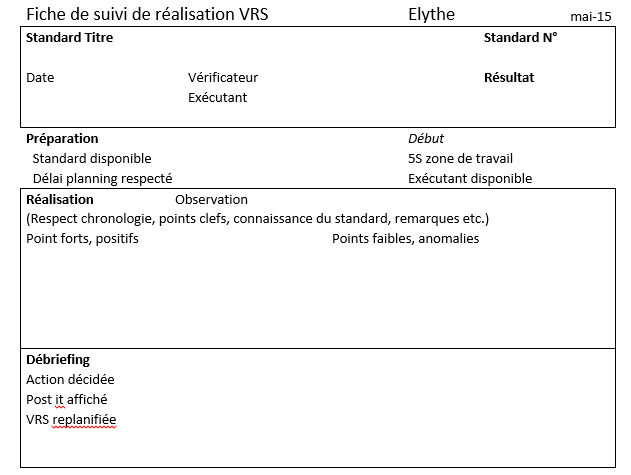 Fiche de suivi de réalisation VRS Elythe mai-15
Standard Titre Standard N°
Date Vérificateur Résultat
Exécutant
Préparation Début
Standard disponible 5S zone de travail
Délai planning respecté Exécutant disponible
Réalisation Observation
(Respect chronologie, points clefs, connaissance du standard, remarques etc.)
Point forts, positifs Points faibles, anomalies
Débriefing
Action décidée
Post it affiché
VRS replanifiée